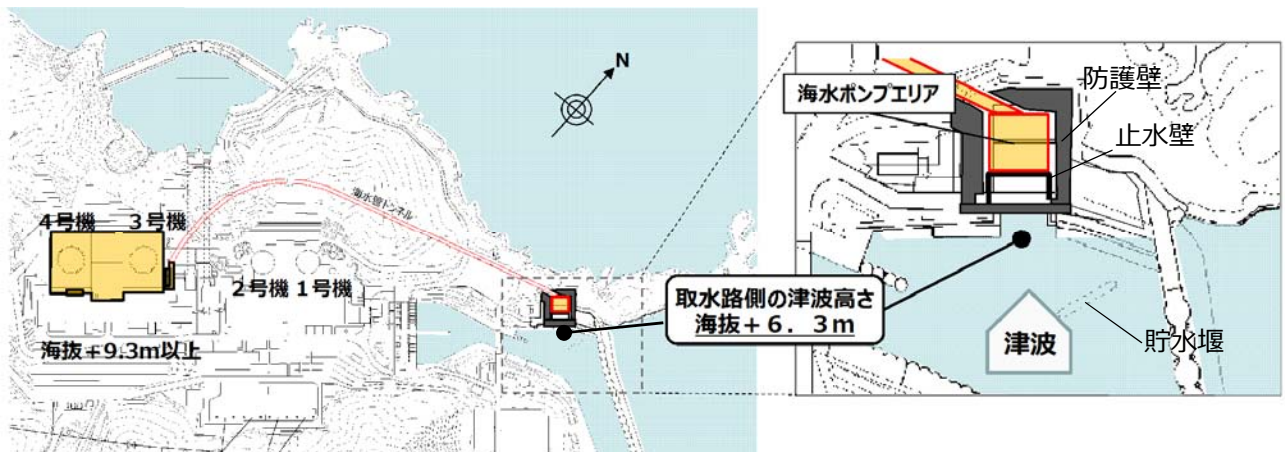 N
4号機 3号機
2号機 1号機
海抜+9.3m以上
海水管トンネル
取水路側の津波高さ
海抜+6.3m
海水ポンプエリア
防護壁
止水壁
津波
貯水堰